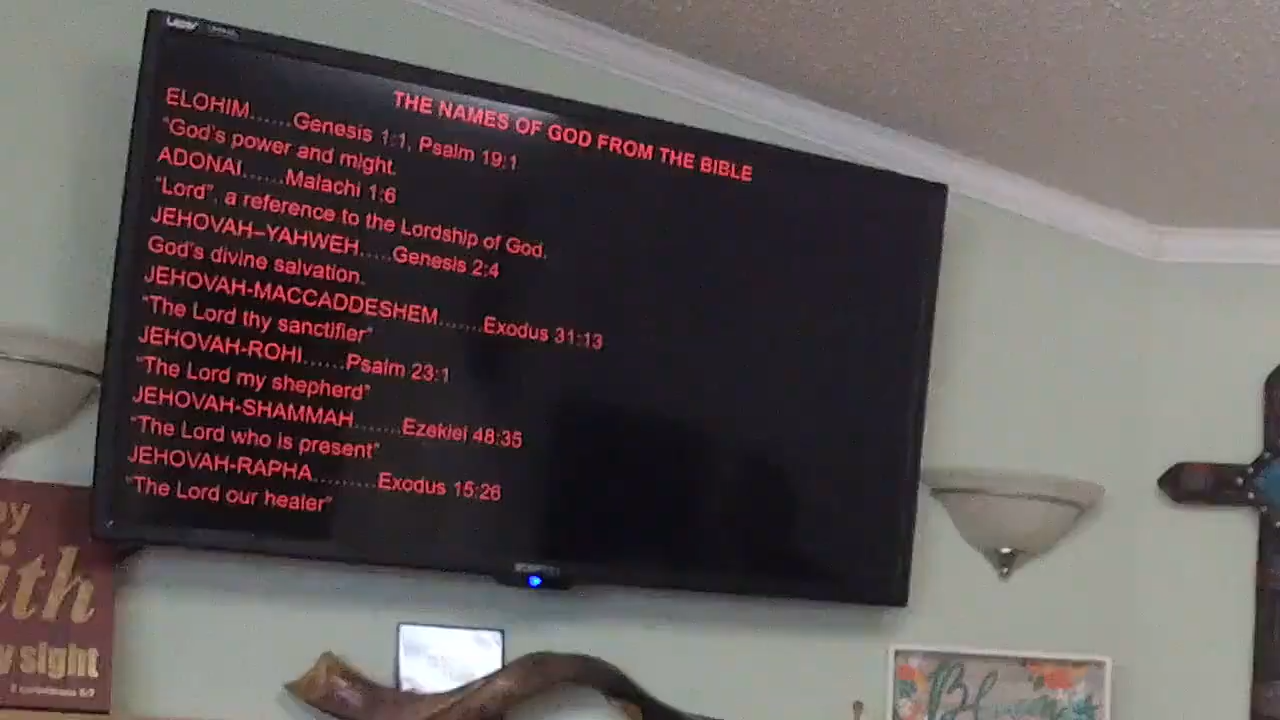 THE NAMES OF GOD FROM THE BIBLE
ELOHIM......Genesis 1:1, Psalm 19:1
"God's power and might.
ADONAI......Malachi 1:6
"Lord", a reference to the Lordship of God.
JEHOVAH–YAHWEH.....Genesis 2:4
God's divine salvation.
JEHOVAH-MACCADDESHEM.......Exodus 31:13
"The Lord thy sanctifier"
JEHOVAH-ROHI......Psalm 23:1
"The Lord my shepherd"
JEHOVAH-SHAMMAH.......Ezekiel 48:35
"The Lord who is present"
JEHOVAH-RAPHA.........Exodus 15:26
"The Lord our healer"
sight